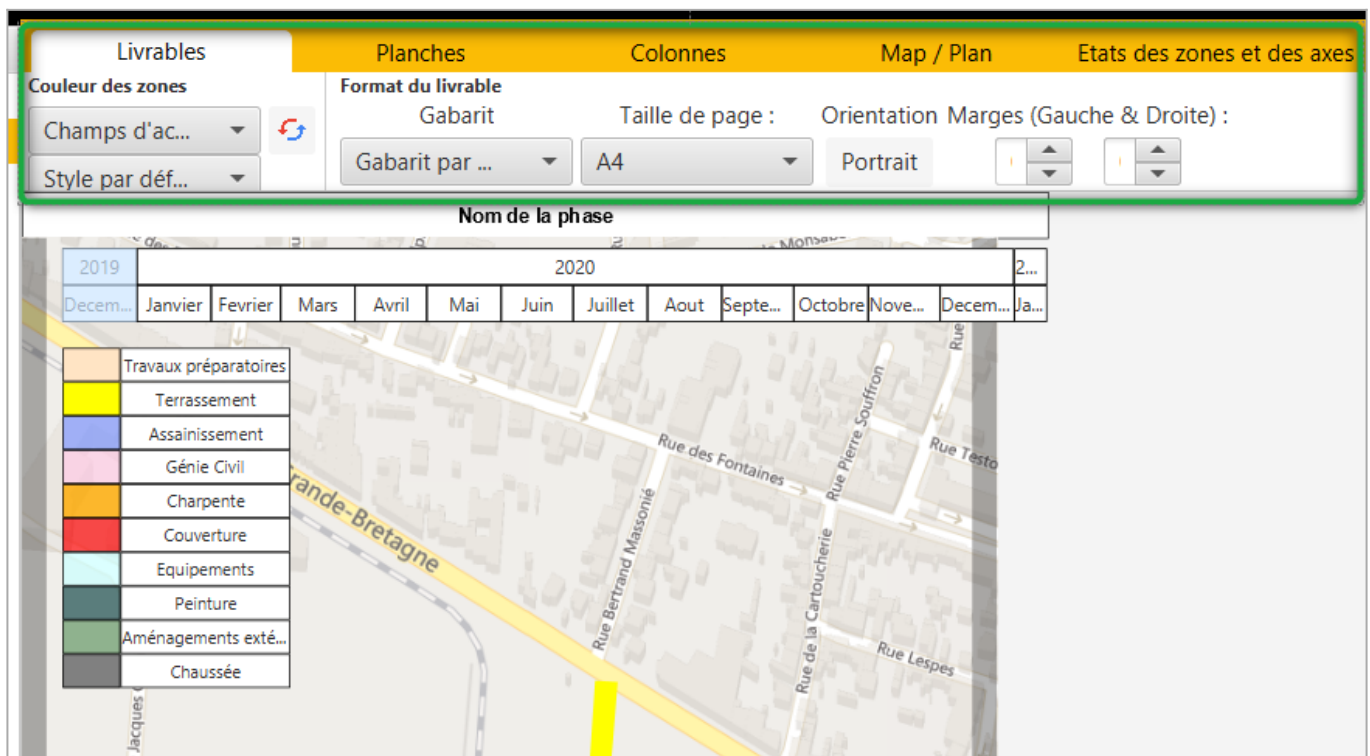 Livrables Planches Colonnes Map / Plan Etats des zones et des axes
Couleur des zones Format du livrable
Gabarit Taille de page : Orientation Marges (Gauche & Droite) :
Champs d'ac... Gabarit par ... A4 Portrait
Style par déf...
Nom de la phase
2019 2020 2...
Decem... Janvier Fevrier Mars Avril Mai Juin Juillet Aout Septe... Octobre Nove... Decem... Ja...
Travaux préparatoires
Terrassement
Assainissement
Génie Civil
Charpente
Couverture
Equipements
Peinture
Aménagements exté...
Chaussée
Rue des Fontaines
Rue Pierre Souffron
Rue Testo
Rue
rande-Bretagne
Rue Bertrand Massonié
Rue de la Cartoucherie
Rue Lespes
Jacques